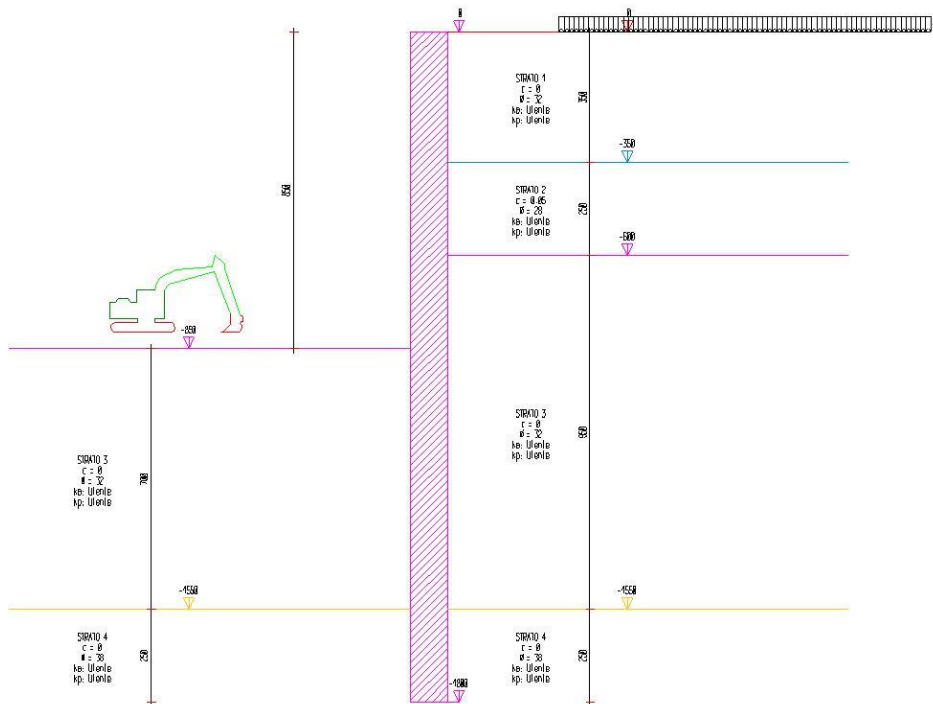 0
0
STRATO 1
c = 0
Ø = 32
ka: Utente
kp: Utente
350
-350
850
STRATO 2
c = 0.05
Ø = 28
ka: Utente
kp: Utente
250
-600
-850
STRATO 3
c = 0
Ø = 32
ka: Utente
kp: Utente
950
STRATO 3
c = 0
Ø = 32
ka: Utente
kp: Utente
700
-1550
-1550
STRATO 4
c = 0
Ø = 38
ka: Utente
kp: Utente
250
STRATO 4
c = 0
Ø = 38
ka: Utente
kp: Utente
250
-1800